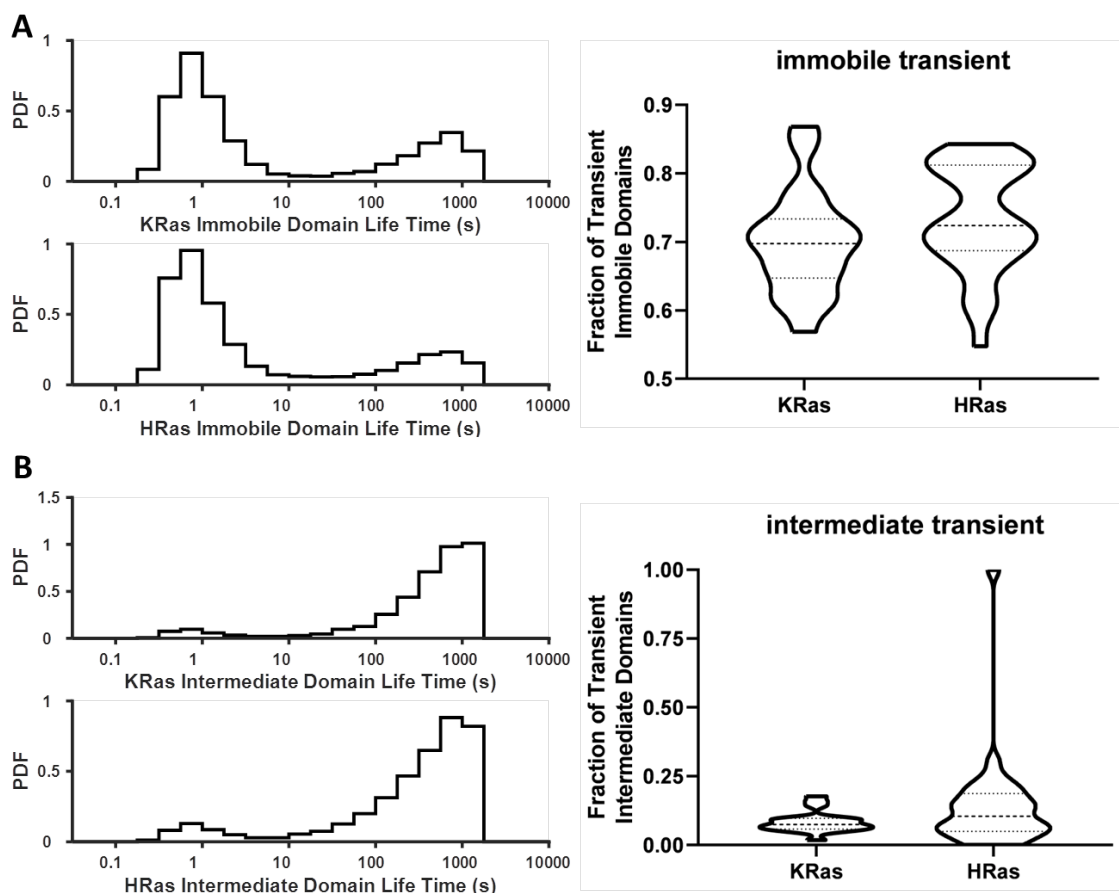 A
PDF
1
0.5
0
0.1 1 10 100 1000 10000
KRas Immobile Domain Life Time (s)
PDF
1
0.5
0
0.1 1 10 100 1000 10000
HRas Immobile Domain Life Time (s)
immobile transient
Fraction of Transient
Immobile Domains
0.9
0.8
0.7
0.6
0.5
KRas HRas
B
PDF
1.5
1
0.5
0
0.1 1 10 100 1000 10000
KRas Intermediate Domain Life Time (s)
PDF
1
0.5
0
0.1 1 10 100 1000 10000
HRas Intermediate Domain Life Time (s)
intermediate transient
Fraction of Transient
Intermediate Domains
1.00
0.75
0.50
0.25
0.00
KRas HRas